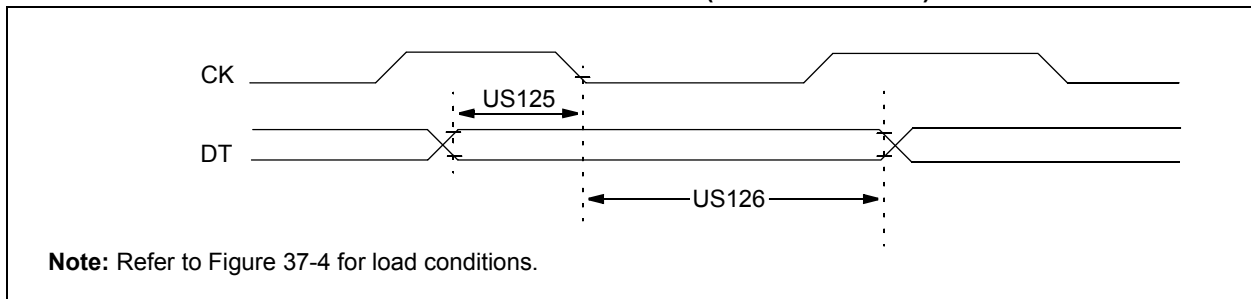 CK
US125
DT
US126
Note: Refer to Figure 37-4 for load conditions.